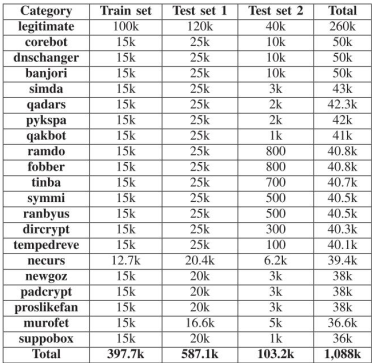 Category Train set Test set 1 Test set 2 Total
legitimate 100k 120k 40k 260k
corebot 15k 25k 10k 50k
dnschanger 15k 25k 10k 50k
banjori 15k 25k 10k 50k
simda 15k 25k 3k 43k
qadars 15k 25k 2k 42.3k
pykspa 15k 25k 2k 42k
qakbot 15k 25k 1k 41k
ramdo 15k 25k 800 40.8k
fobber 15k 25k 800 40.8k
tinba 15k 25k 700 40.7k
symmi 15k 25k 500 40.5k
ranbyus 15k 25k 500 40.5k
dircrypt 15k 25k 300 40.3k
tempedreve 15k 25k 100 40.1k
necurs 12.7k 20.4k 6.2k 39.4k
newgoz 15k 20k 3k 38k
padcrypt 15k 20k 3k 38k
proslikefan 15k 20k 3k 38k
murofet 15k 16.6k 5k 36.6k
suppobox 15k 20k 1k 36k
Total 397.7k 587.1k 103.2k 1,088k